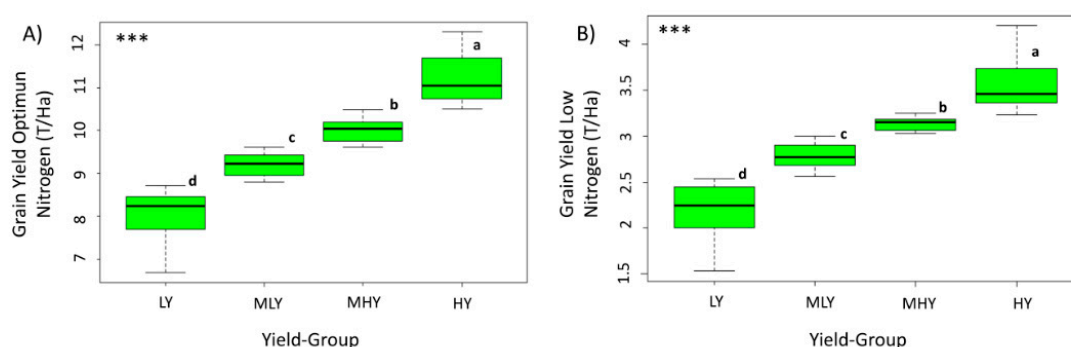 A)
***
Grain Yield Optimun
Nitrogen (T/Ha)
12
11
10
9
8
7
a
b
c
d
LY MLY MHY HY
Yield-Group
B)
***
Grain Yield Low
Nitrogen (T/Ha)
4
3.5
3
2.5
2
1.5
a
b
c
d
LY MLY MHY HY
Yield-Group